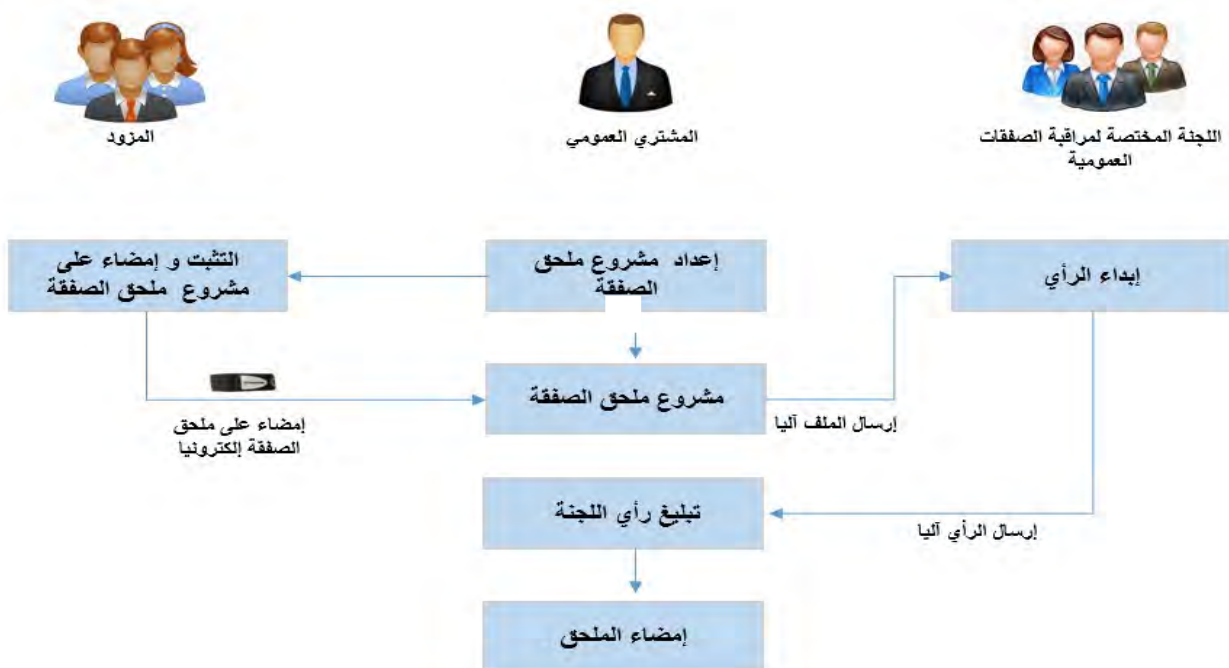 اللجنة المختصة لمراقبة الصفقات
العمومية
المشتري العمومي
المزود
إعداد مشروع ملحق
الصفقة
التثبت و إمضاء على
مشروع ملحق الصفقة
إبداء الرأي
مشروع ملحق الصفقة
إمضاء على ملحق
الصفقة إلكترونيا
إرسال الملف آليا
تبليغ رأي اللجنة
إرسال الرأي آليا
إمضاء الملحق